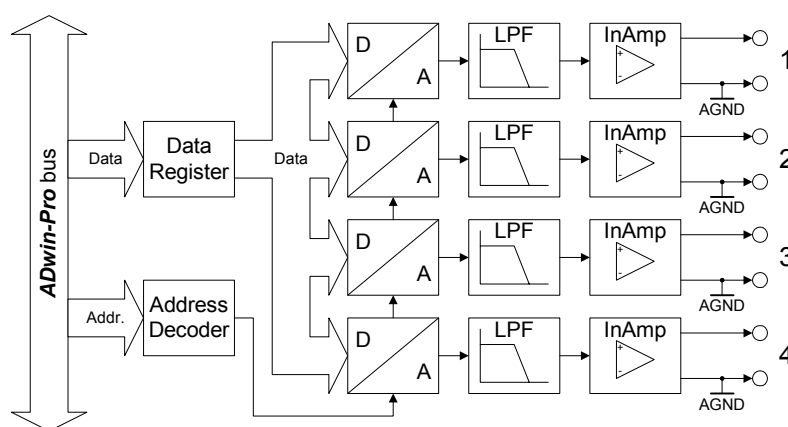 ADwin-Pro bus
Data
Data
Register
Data
Addr.
Address
Decoder
D
A
LPF
InAmp
+
-
AGND
1
D
A
LPF
InAmp
+
-
AGND
2
D
A
LPF
InAmp
+
-
AGND
3
D
A
LPF
InAmp
+
-
AGND
4